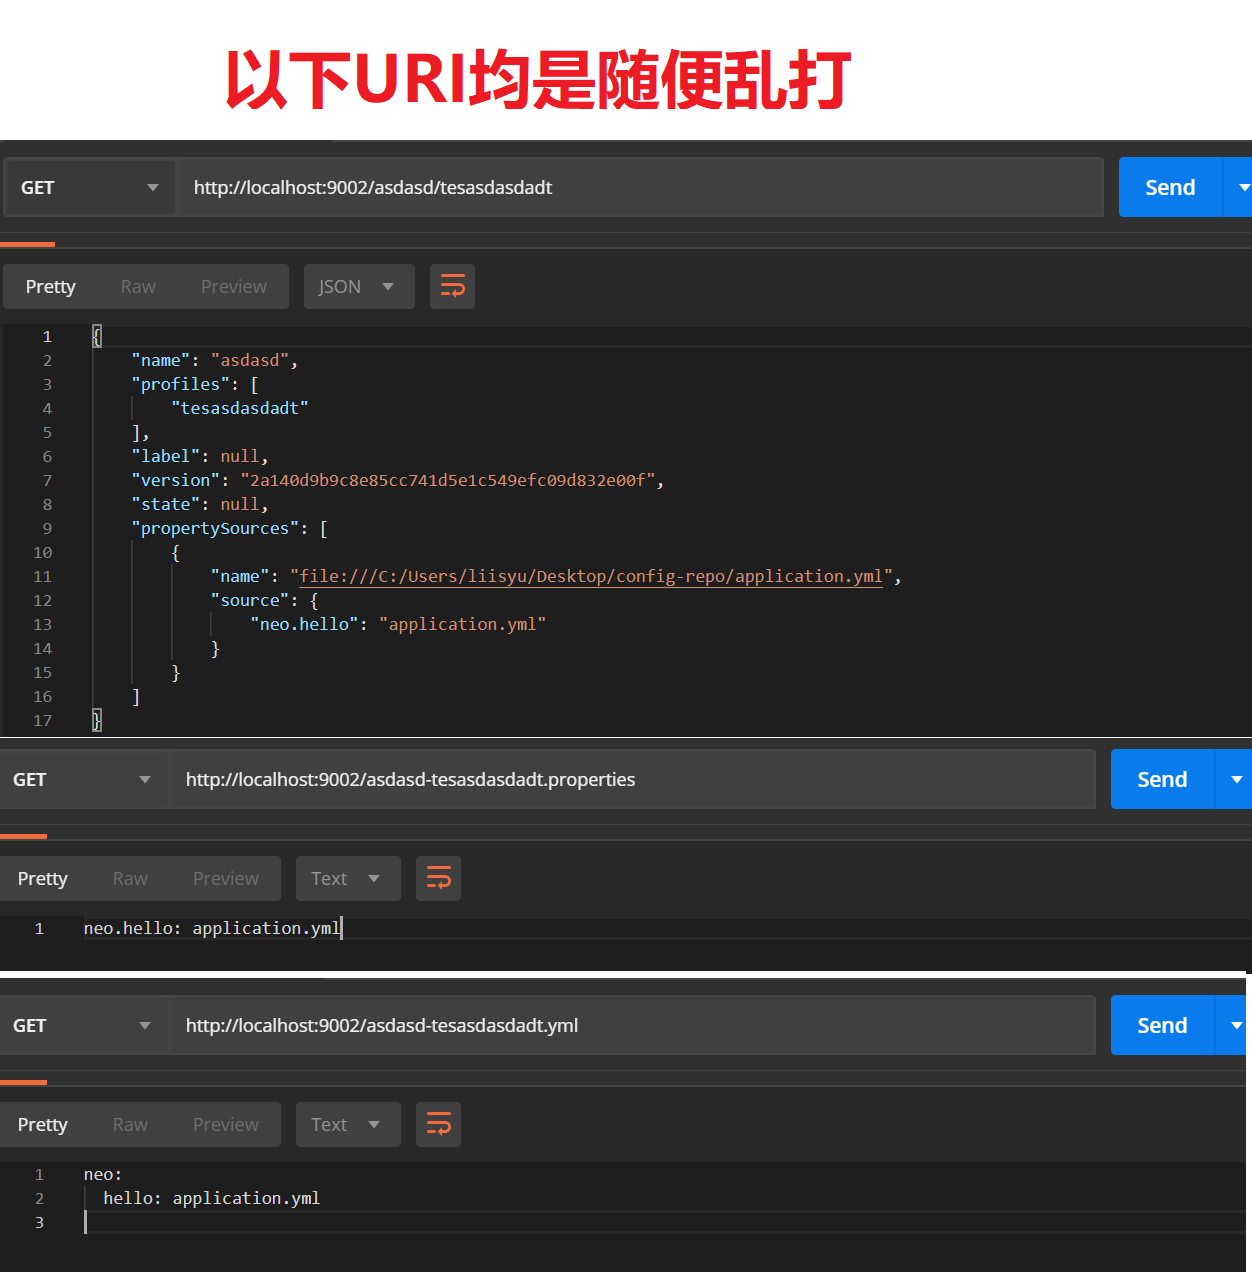 以下URI均是随便乱打
GET http://localhost:9002/asdasd/tesasdasdadt Send
Pretty Raw Preview JSON
1 {
2 "name": "asdasd",
3 "profiles": [
4 "tesasdasdadt"
5 ],
6 "label": null,
7 "version": "2a140d9b9c8e85cc741d5e1c549efc09d832e00f",
8 "state": null,
9 "propertySources": [
10 {
11 "name": "file:///C:/Users/liisyu/Desktop/config-repo/application.yml",
12 "source": {
13 "neo.hello": "application.yml"
14 }
15 }
16 ]
17 }
GET http://localhost:9002/asdasd-tesasdasdadt.properties Send
Pretty Raw Preview Text
1 neo.hello: application.yml
GET http://localhost:9002/asdasd-tesasdasdadt.yml Send
Pretty Raw Preview Text
1 neo:
2 hello: application.yml
3